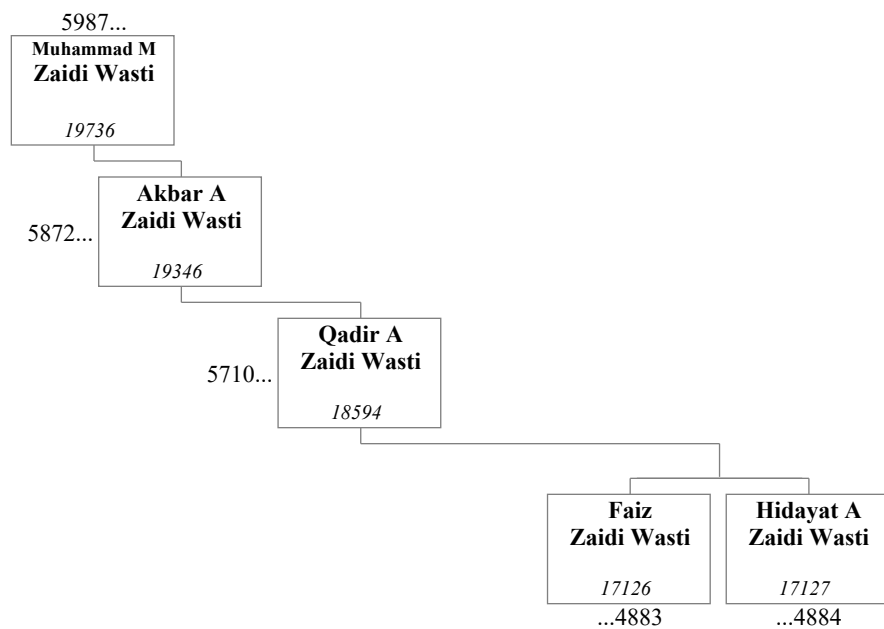 5987...
Muhammad M
Zaidi Wasti
19736
Akbar A
Zaidi Wasti
5872...
19346
Qadir A
Zaidi Wasti
5710...
18594
Faiz
Zaidi Wasti
17126
...4883
Hidayat A
Zaidi Wasti
17127
...4884